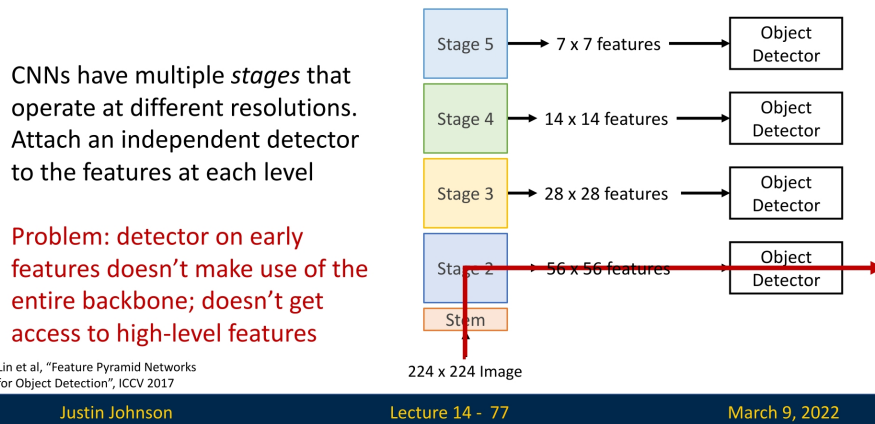 CNNs have multiple stages that
operate at different resolutions.
Attach an independent detector
to the features at each level
Problem: detector on early
features doesn’t make use of the
entire backbone; doesn’t get
access to high-level features
Lin et al, “Feature Pyramid Networks
for Object Detection”, ICCV 2017
Stage 5
7 x 7 features
Object
Detector
Stage 4
14 x 14 features
Object
Detector
Stage 3
28 x 28 features
Object
Detector
Stage 2
56 x 56 features
Object
Detector
Stem
224 x 224 Image
Justin Johnson
Lecture 14 - 77
March 9, 2022